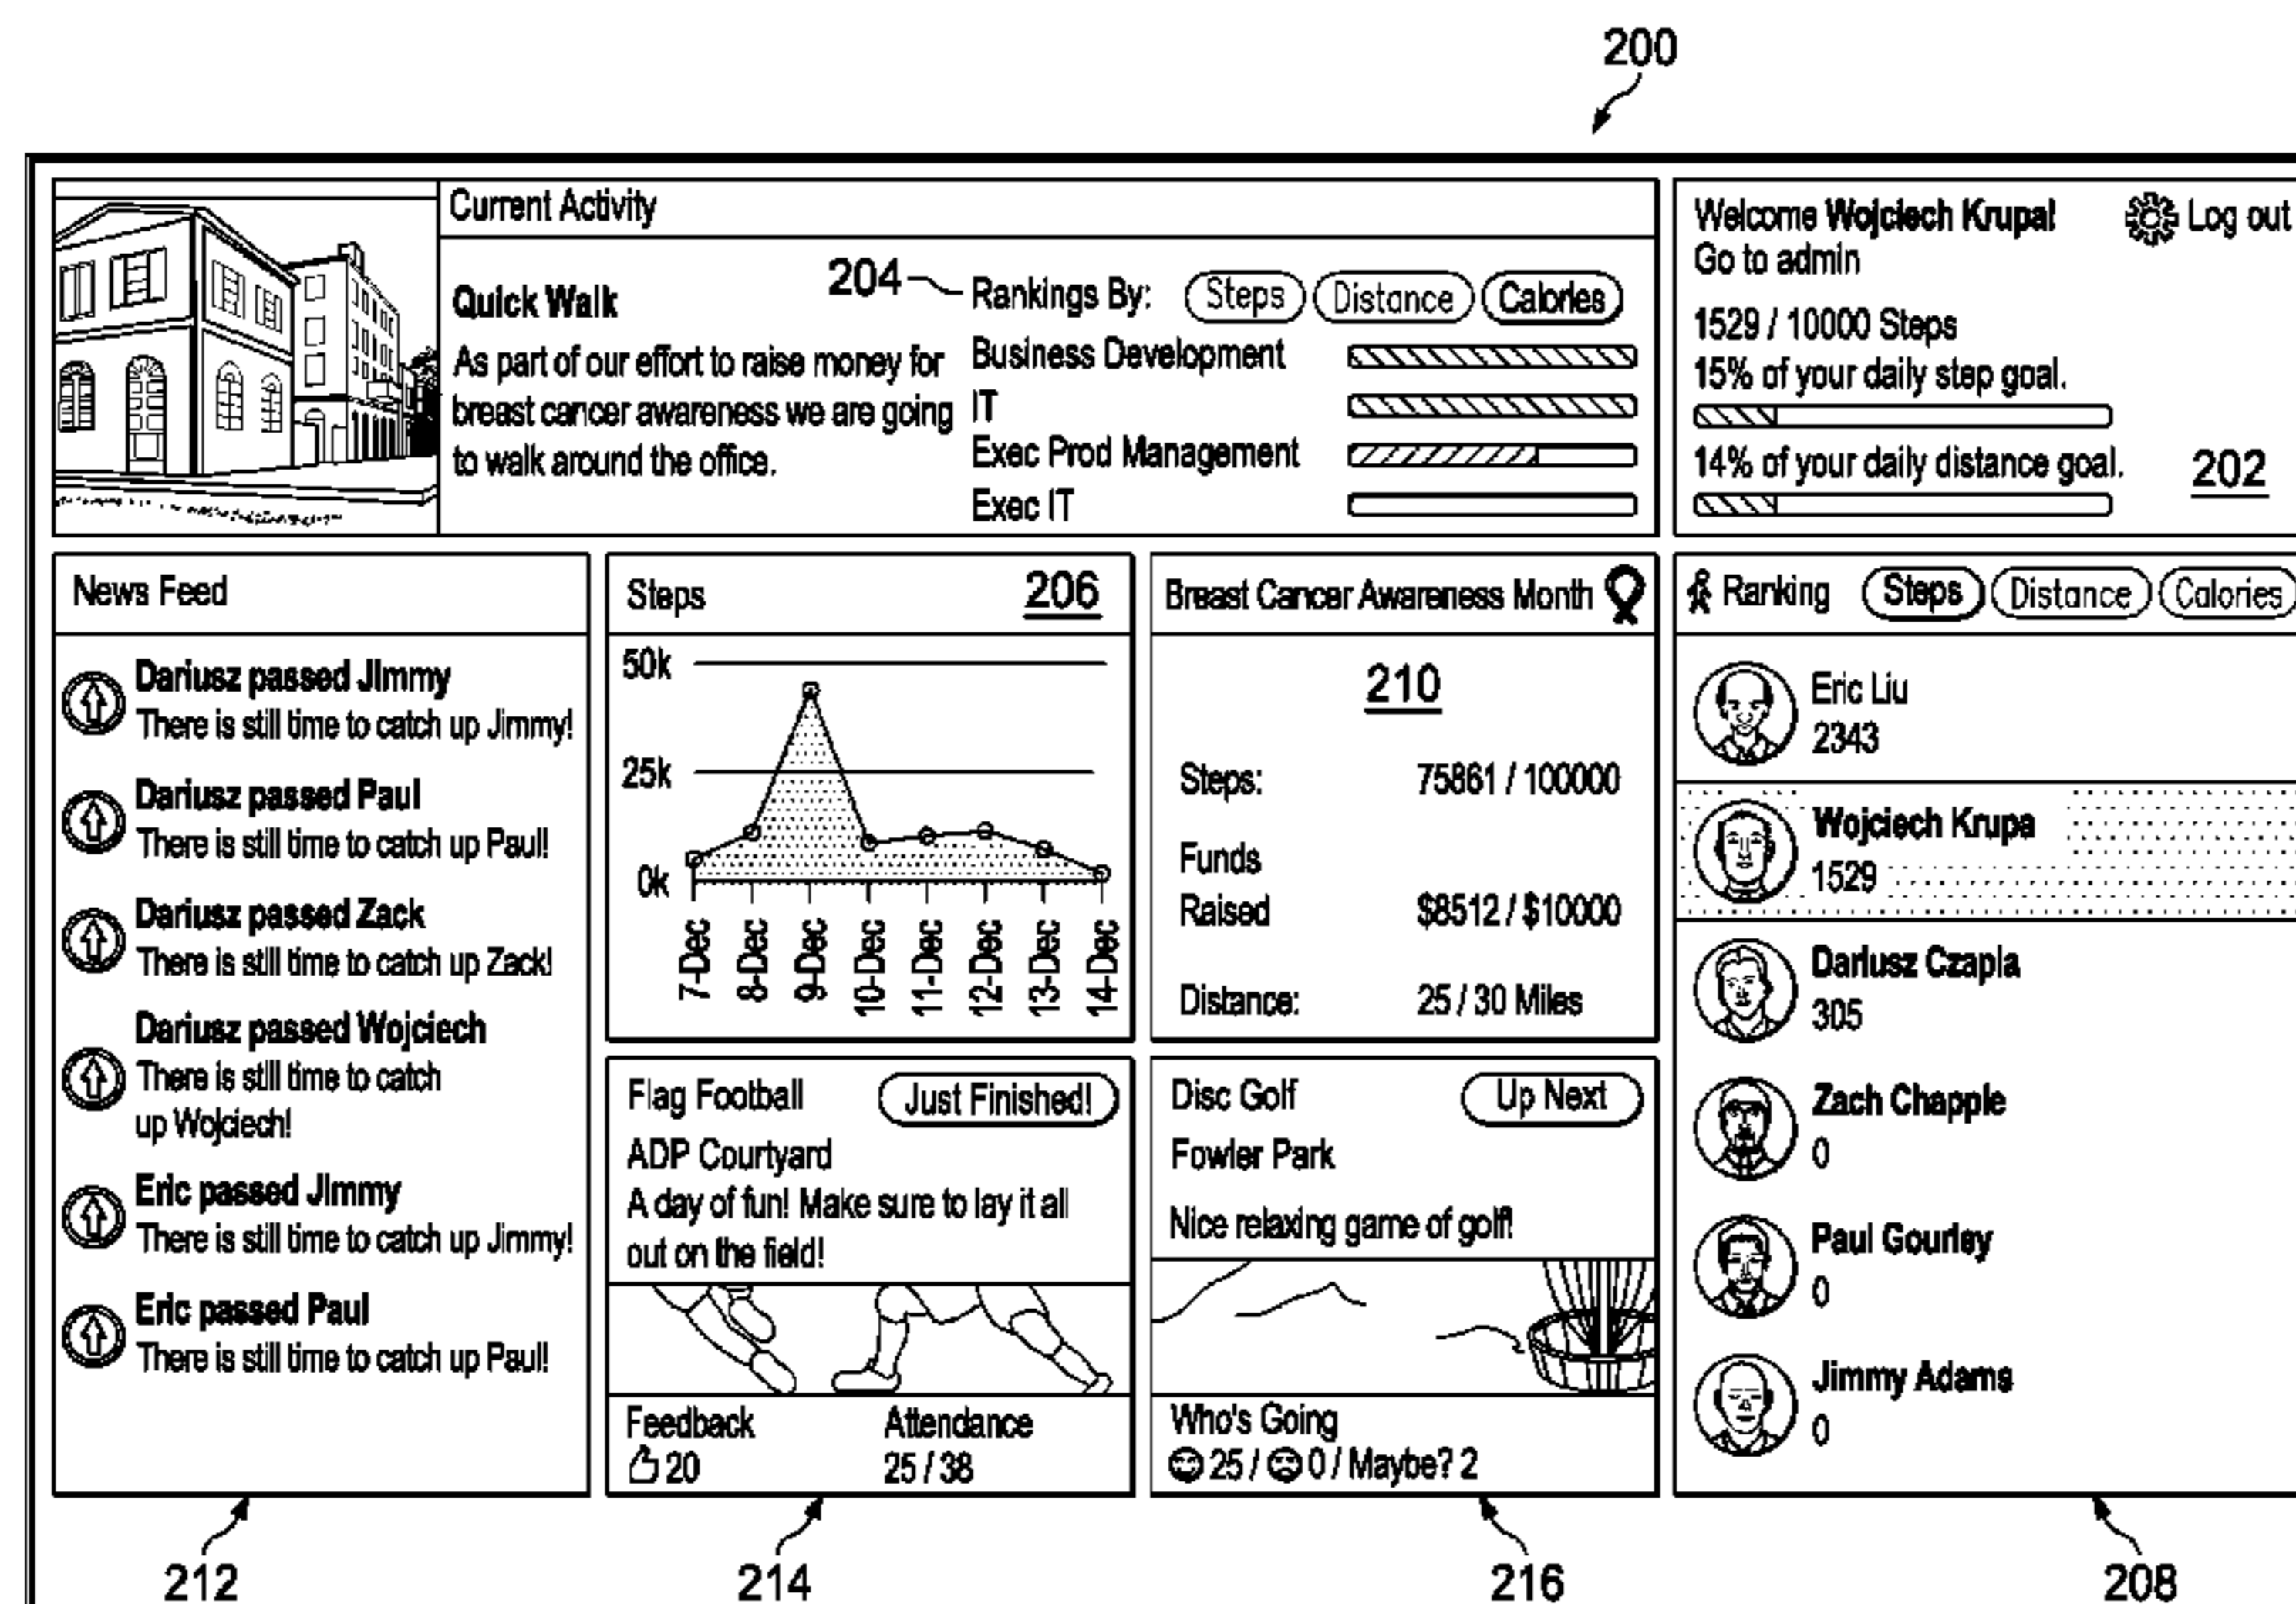 200
Current Activity
Quick Walk
As part of our effort to raise money for
breast cancer awareness we are going
to walk around the office.
204
Rankings By: Steps Distance Calories
Business Development
IT
Exec Prod Management
Exec IT
Welcome Wojciech Krupa!
Log out
Go to admin
1529 / 10000 Steps
15% of your daily step goal.
14% of your daily distance goal.
202
News Feed
Dariusz passed Jimmy
There is still time to catch up Jimmy!
Dariusz passed Paul
There is still time to catch up Paul!
Dariusz passed Zack
There is still time to catch up Zack!
Dariusz passed Wojciech
There is still time to catch
up Wojciech!
Eric passed Jimmy
There is still time to catch up Jimmy!
Eric passed Paul
There is still time to catch up Paul!
Steps
206
50k
25k
0k
7-Dec
8-Dec
9-Dec
10-Dec
11-Dec
12-Dec
13-Dec
14-Dec
Breast Cancer Awareness Month
210
Steps: 75861 / 100000
Funds
Raised $8512 / $10000
Distance: 25 / 30 Miles
Flag Football Just Finished!
ADP Courtyard
A day of fun! Make sure to lay it all
out on the field!
Feedback Attendance
20 25 / 38
Disc Golf Up Next
Fowler Park
Nice relaxing game of golf!
Who's Going
25 / 0 / Maybe? 2
Ranking Steps Distance Calories
Eric Liu
2343
Wojciech Krupa
1529
Dariusz Czapla
305
Zach Chapple
0
Paul Gourley
0
Jimmy Adams
0
212
214
216
208